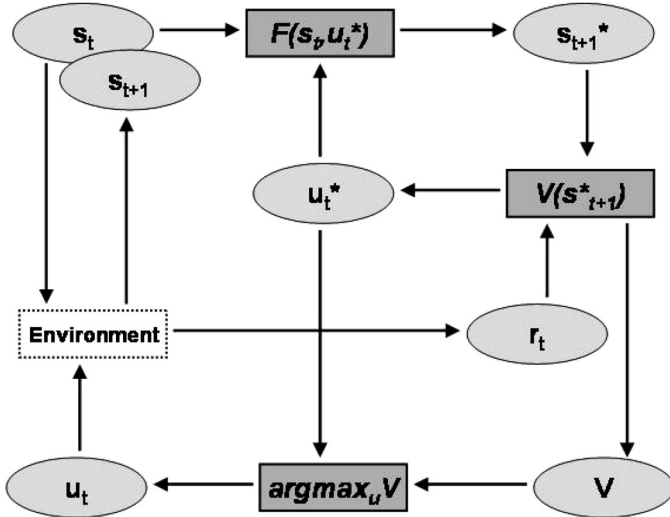 s_t
F(s_t, u_t*)
s_{t+1}*
s_{t+1}
u_t*
V(s*_{t+1})
Environment
r_t
u_t
argmax_u V
V